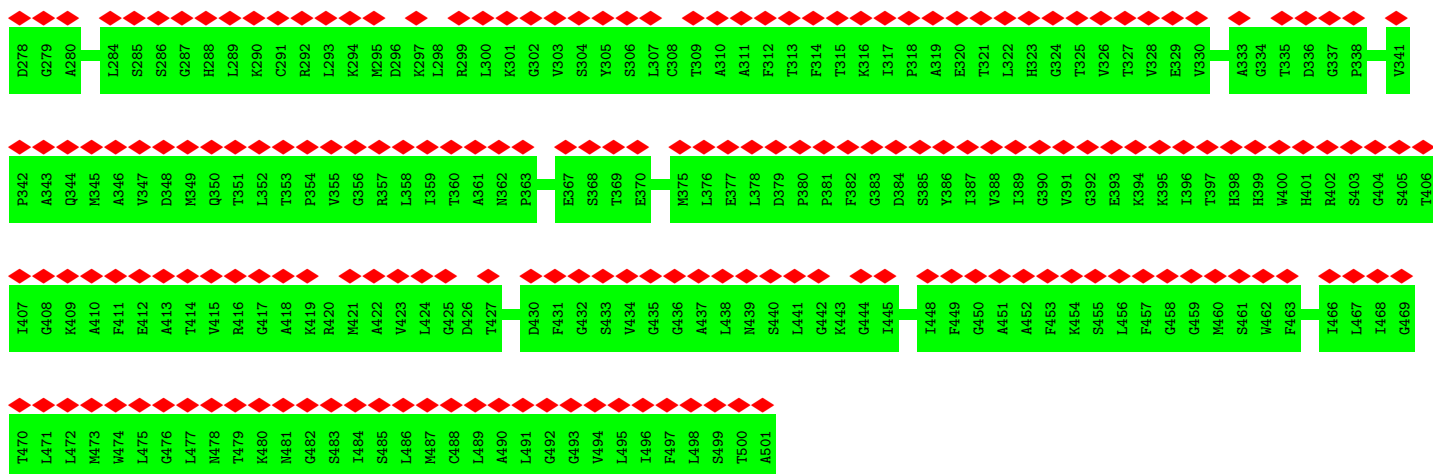 D278 G279 A280 L284 S285 S286 G287 H288 L289 K290 C291 R292 L293 K294 M295 D296 K297 L298 R299 L300 K301 G302 V303 S304 Y305 S306 L307 C308 T309 A310 A311 F312 T313 F314 T315 K316 I317 P318 A319 E320 T321 L322 H323 G324 T325 V326 T327 V328 E329 V330 A333 G334 T335 D336 G337 P338 V341
P342 A343 Q344 M345 A346 V347 D348 M349 Q350 T351 L352 T353 P354 V355 G356 R357 L358 I359 T360 A361 N362 P363 E367 S368 T369 E370 M375 L376 E377 L378 D379 P380 P381 F382 G383 D384 S385 Y386 I387 V388 I389 G390 V391 G392 E393 K394 K395 I396 T397 H398 H399 W400 H401 R402 S403 G404 S405 T406
I407 G408 K409 A410 F411 E412 A413 T414 V415 R416 G417 A418 K419 R420 M421 A422 V423 L424 G425 D426 T427 D430 F431 G432 S433 V434 G435 G436 A437 L438 N439 S440 L441 G442 K443 G444 I445 I448 F449 G450 A451 A452 F453 K454 S455 L456 F457 G458 G459 M460 S461 W462 F463 I466 L467 I468 G469
T470 L471 L472 M473 W474 L475 G476 L477 N478 T479 K480 N481 G482 S483 I484 S485 L486 M487 C488 L489 A490 L491 G492 G493 V494 L495 I496 F497 L498 S499 T500 A501